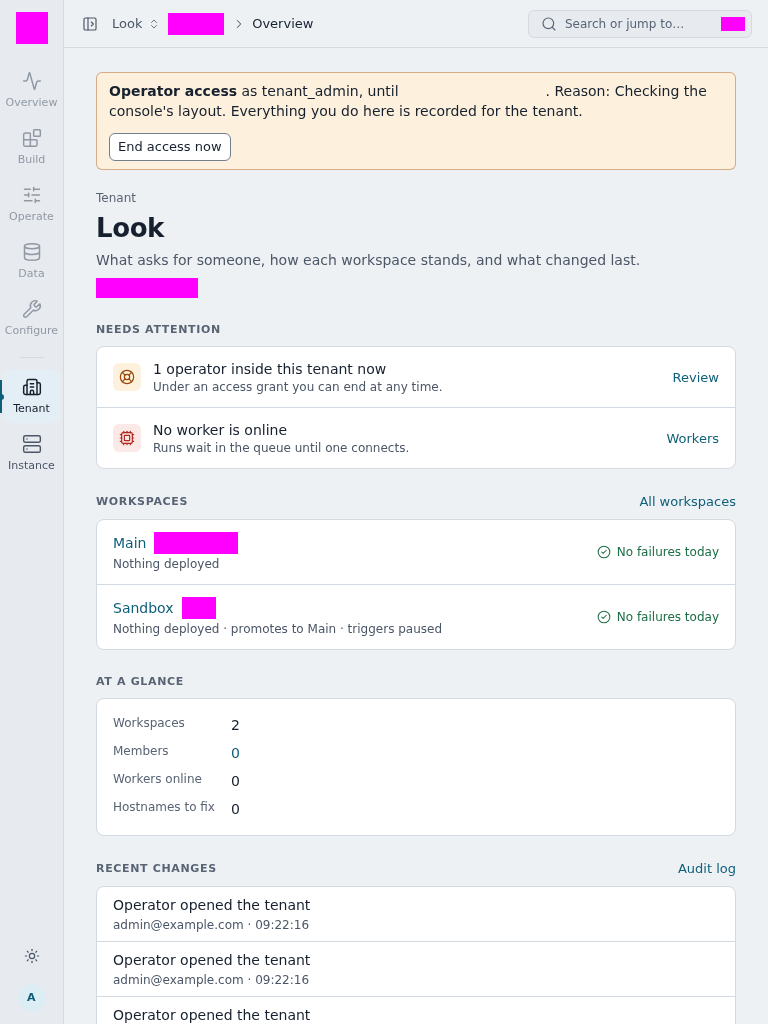 Look
Overview
Search or jump to…
Overview
Build
Operate
Data
Configure
Tenant
Instance
A
Operator access as tenant_admin, until . Reason: Checking the
console's layout. Everything you do here is recorded for the tenant.
End access now
Tenant
Look
What asks for someone, how each workspace stands, and what changed last.
NEEDS ATTENTION
1 operator inside this tenant now
Under an access grant you can end at any time.
Review
No worker is online
Runs wait in the queue until one connects.
Workers
WORKSPACES
All workspaces
Main
Nothing deployed
No failures today
Sandbox
Nothing deployed · promotes to Main · triggers paused
No failures today
AT A GLANCE
Workspaces 2
Members 0
Workers online 0
Hostnames to fix 0
RECENT CHANGES
Audit log
Operator opened the tenant
admin@example.com · 09:22:16
Operator opened the tenant
admin@example.com · 09:22:16
Operator opened the tenant